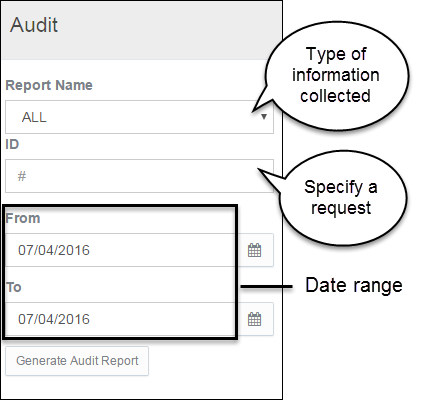 Audit
Type of
information
collected
Report Name
ALL
ID
#
Specify a
request
From
07/04/2016
To
Date range
07/04/2016
Generate Audit Report